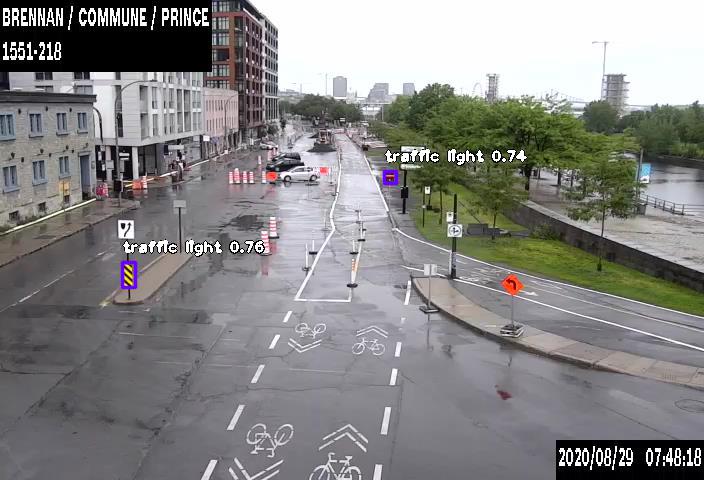 BRENNAN / COMMUNE / PRINCE
1551-218
traffic light 0.74
traffic light 0.76
2020/08/29 07:48:18